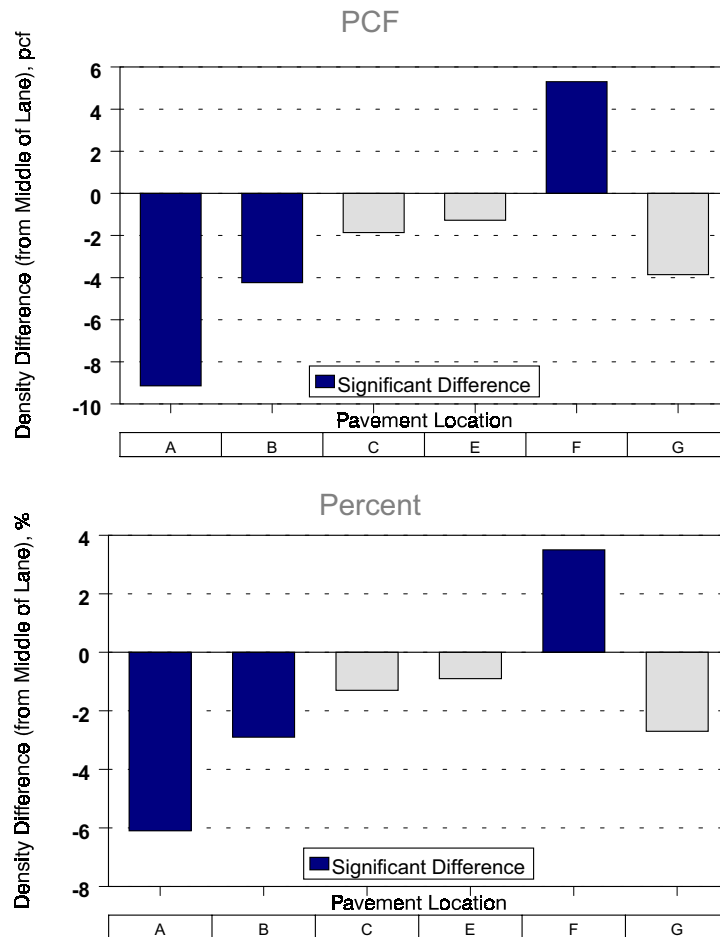 PCF
Density Difference (from Middle of Lane), pcf
6
4
2
0
-2
-4
-6
-8
-10
Significant Difference
Pavement Location
A B C E F G
Percent
Density Difference (from Middle of Lane), %
4
2
0
-2
-4
-6
-8
Significant Difference
Pavement Location
A B C E F G